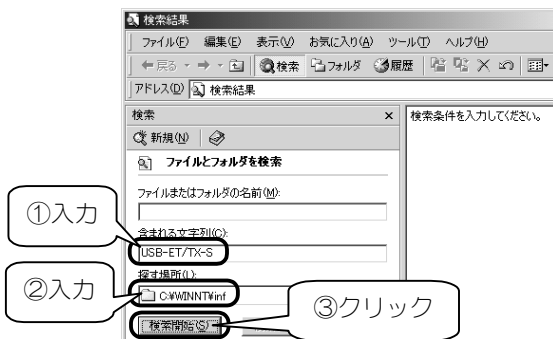 検索結果
ファイル(F) 編集(E) 表示(V) お気に入り(A) ツール(T) ヘルプ(H)
戻る 検索 フォルダ 履歴
アドレス(D) 検索結果
検索
新規(N)
ファイルとフォルダを検索
ファイルまたはフォルダの名前(M):
含まれる文字列(C):
①入力
USB-ET/TX-S
探す場所(L):
②入力
C:¥WINNT¥inf
③クリック
検索開始(S)
検索条件を入力してください。